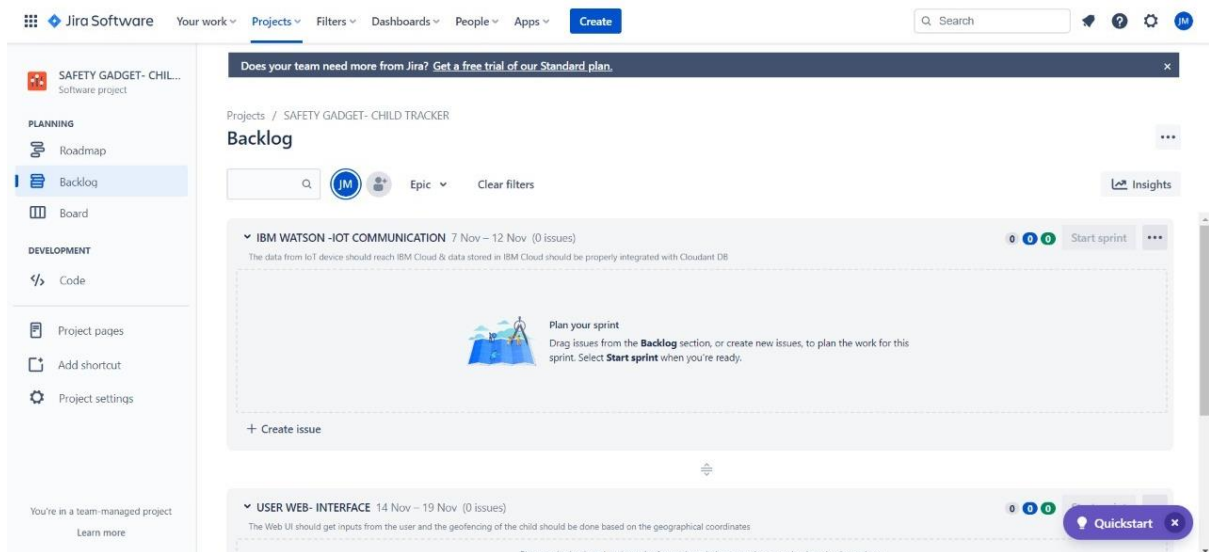 Jira Software Your work Projects Filters Dashboards People Apps Create Search JM
SAFETY GADGET- CHIL...
Software project
Does your team need more from Jira? Get a free trial of our Standard plan. ×
PLANNING
Roadmap
Backlog
Board
DEVELOPMENT
</> Code
Project pages
Add shortcut
Project settings
You're in a team-managed project
Learn more
Projects / SAFETY GADGET- CHILD TRACKER
Backlog
JM Epic Clear filters Insights
IBM WATSON -IOT COMMUNICATION 7 Nov – 12 Nov (0 issues) 0 0 0 Start sprint
The data from IoT device should reach IBM Cloud & data stored in IBM Cloud should be properly integrated with Cloudant DB
Plan your sprint
Drag issues from the Backlog section, or create new issues, to plan the work for this
sprint. Select Start sprint when you're ready.
+ Create issue
USER WEB- INTERFACE 14 Nov – 19 Nov (0 issues) 0 0 0
The Web UI should get inputs from the user and the geofencing of the child should be done based on the geographical coordinates
Quickstart ×